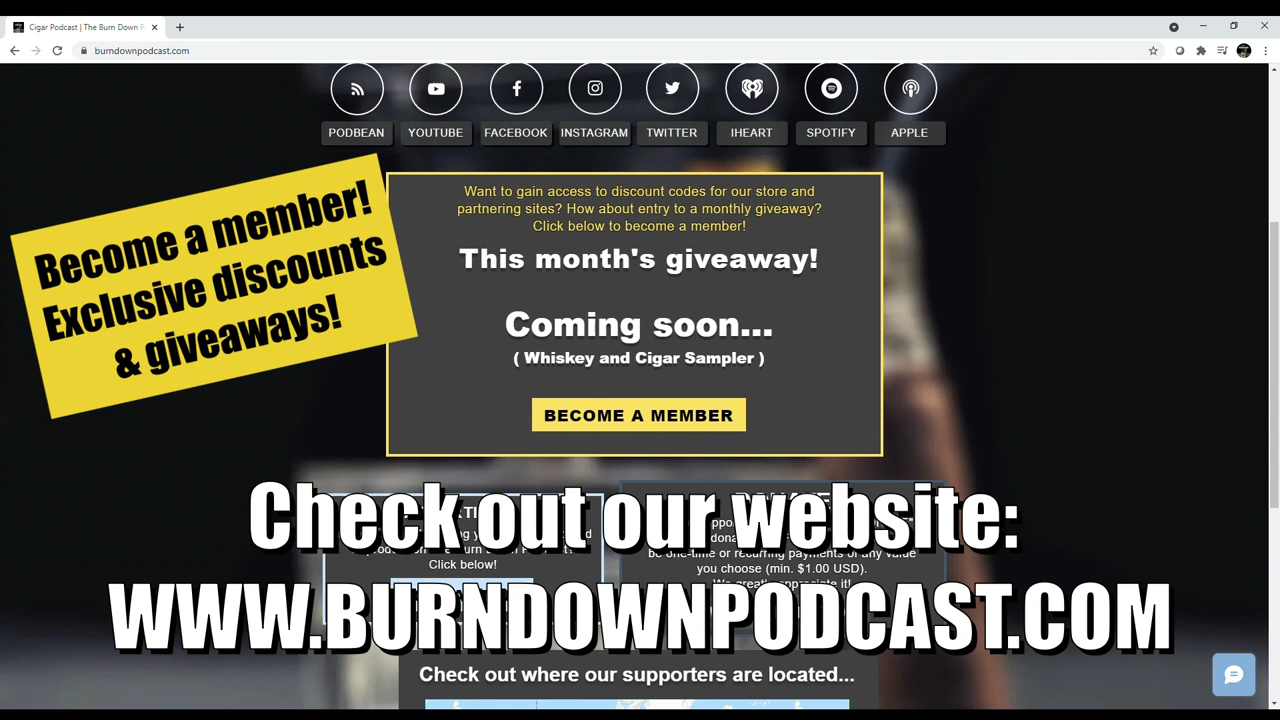 Cigar Podcast | The Burn Down P
burndownpodcast.com
PODBEAN YOUTUBE FACEBOOK INSTAGRAM TWITTER IHEART SPOTIFY APPLE
Become a member!
Exclusive discounts
& giveaways!
Want to gain access to discount codes for our store and
partnering sites? How about entry to a monthly giveaway?
Click below to become a member!
This month's giveaway!
Coming soon...
( Whiskey and Cigar Sampler )
BECOME A MEMBER
Check out our website:
Click below!
be one-time or recurring payments of any value
you choose (min. $1.00 USD).
WWW.BURNDOWNPODCAST.COM
Check out where our supporters are located...